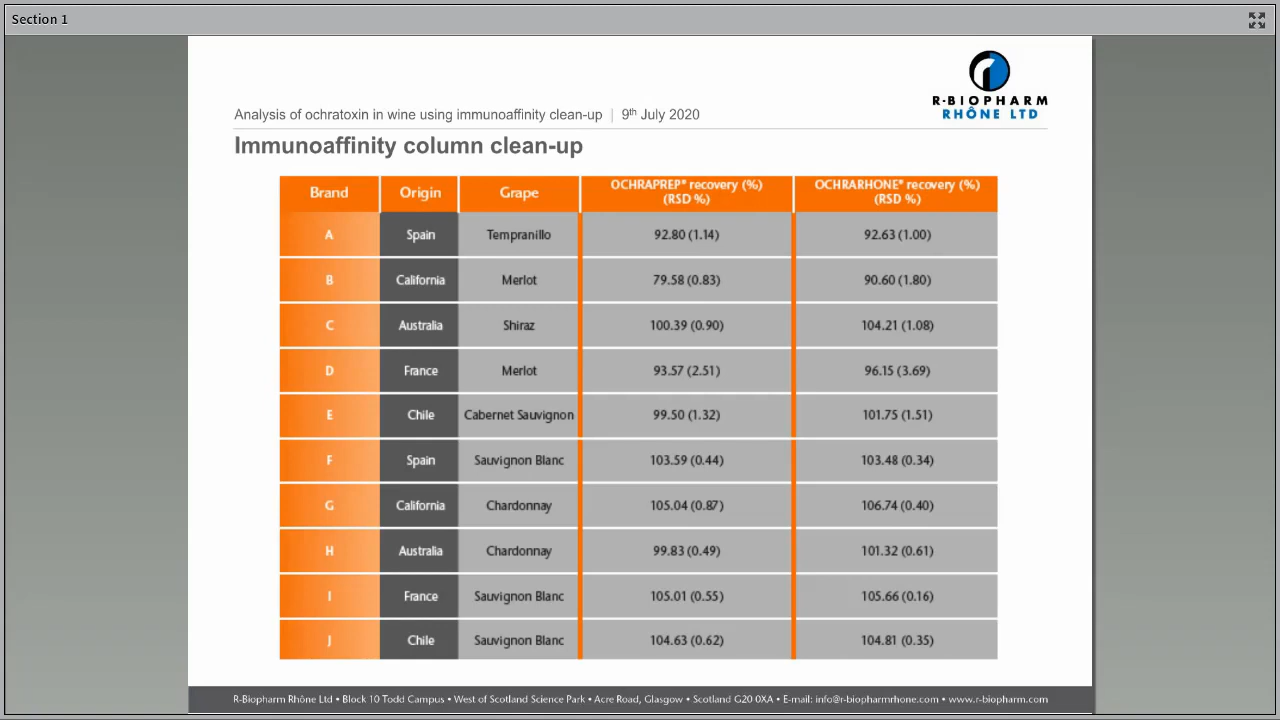 Section 1
R-BIOPHARM
RHÔNE LTD
Analysis of ochratoxin in wine using immunoaffinity clean-up | 9th July 2020
Immunoaffinity column clean-up
Brand Origin Grape OCHRAPREP® recovery (%) (RSD %) OCHRARHONE® recovery (%) (RSD %)
A Spain Tempranillo 92.80 (1.14) 92.63 (1.00)
B California Merlot 79.58 (0.83) 90.60 (1.80)
C Australia Shiraz 100.39 (0.90) 104.21 (1.08)
D France Merlot 93.57 (2.51) 96.15 (3.69)
E Chile Cabernet Sauvignon 99.50 (1.32) 101.75 (1.51)
F Spain Sauvignon Blanc 103.59 (0.44) 103.48 (0.34)
G California Chardonnay 105.04 (0.87) 106.74 (0.40)
H Australia Chardonnay 99.83 (0.49) 101.32 (0.61)
I France Sauvignon Blanc 105.01 (0.55) 105.66 (0.16)
J Chile Sauvignon Blanc 104.63 (0.62) 104.81 (0.35)
R-Biopharm Rhône Ltd • Block 10 Todd Campus • West of Scotland Science Park • Acre Road, Glasgow • Scotland G20 0XA • E-mail: info@r-biopharmrhone.com • www.r-biopharm.com